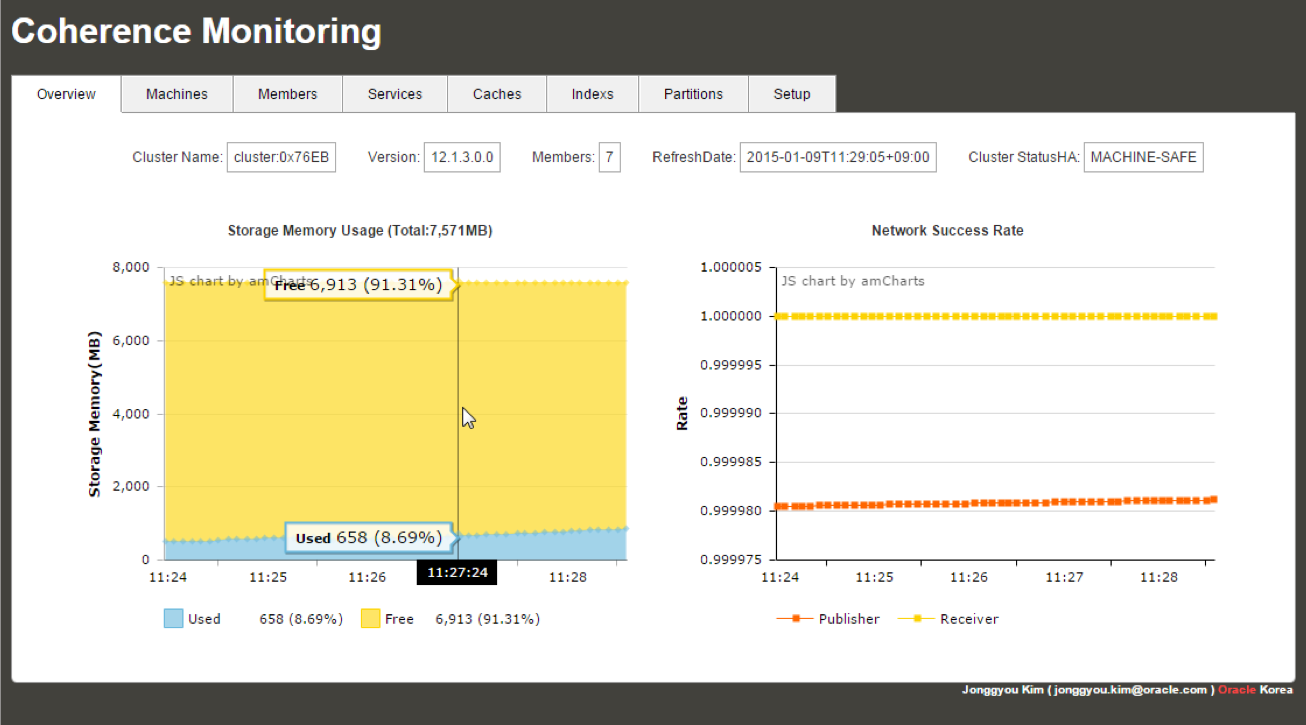 Coherence Monitoring
Overview Machines Members Services Caches Indexs Partitions Setup
Cluster Name: cluster:0x76EB Version: 12.1.3.0.0 Members: 7 RefreshDate: 2015-01-09T11:29:05+09:00 Cluster StatusHA: MACHINE-SAFE
Storage Memory Usage (Total:7,571MB)
8,000
JS chart by amCharts
Free 6,913 (91.31%)
6,000
4,000
2,000
0
Storage Memory(MB)
Used 658 (8.69%)
11:24 11:25 11:26 11:27:24 11:28
Used 658 (8.69%) Free 6,913 (91.31%)
Network Success Rate
1.000005
JS chart by amCharts
1.000000
0.999995
0.999990
0.999985
0.999980
0.999975
Rate
11:24 11:25 11:26 11:27 11:28
Publisher Receiver
Jonggyou Kim ( jonggyou.kim@oracle.com ) Oracle Korea